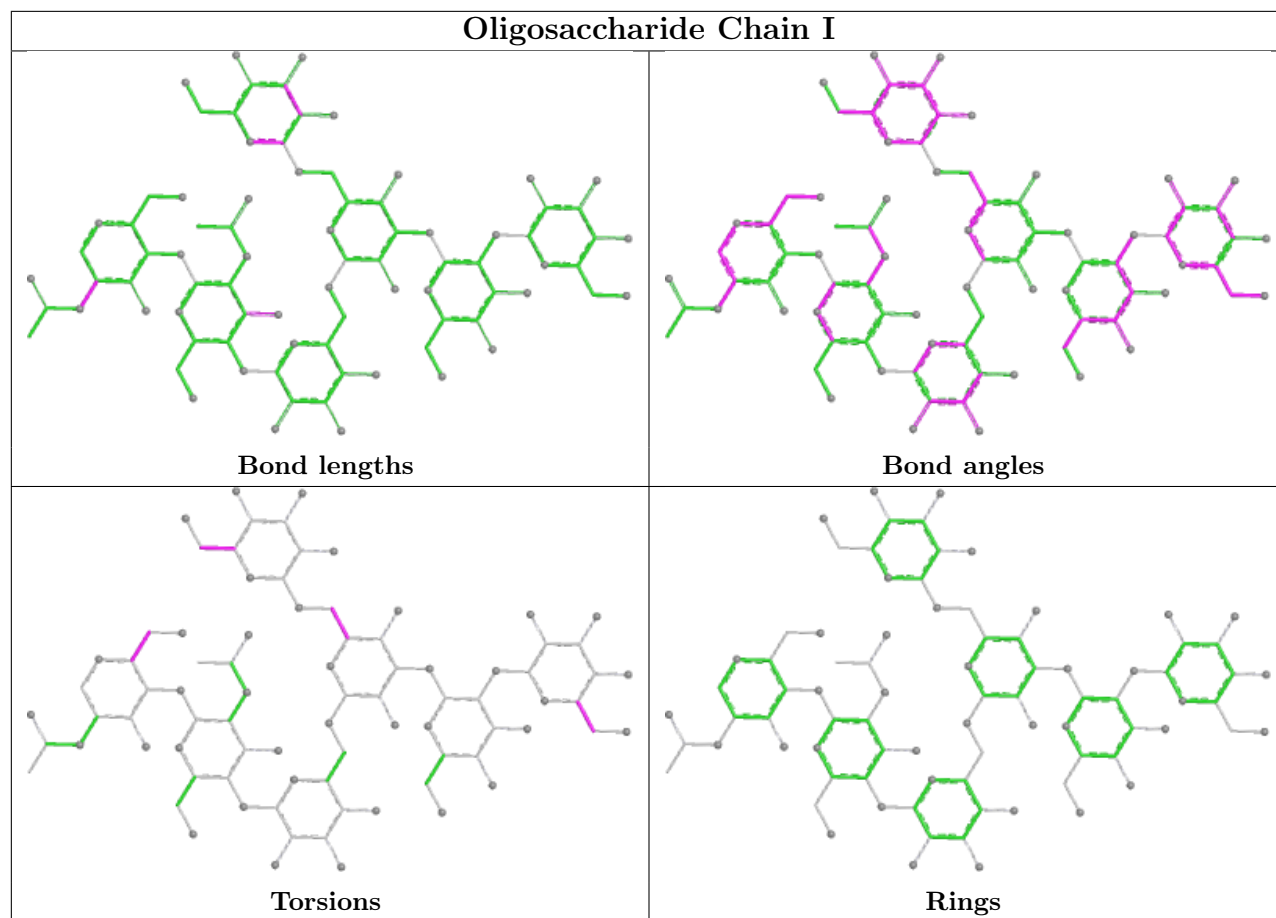 Oligosaccharide Chain I
Bond lengths
Bond angles
Torsions
Rings